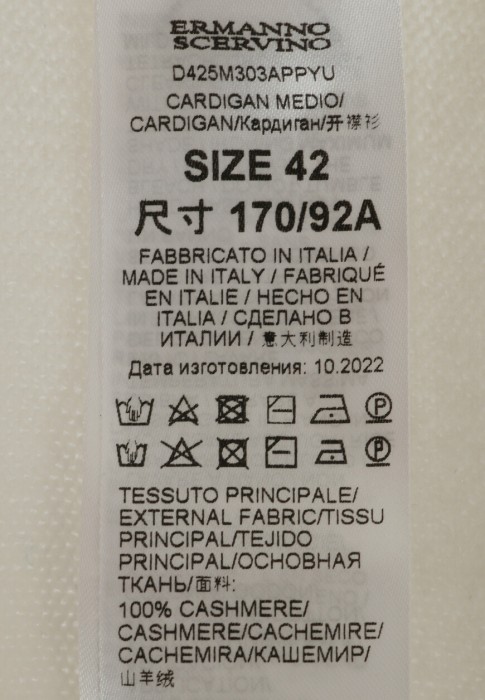 ERMANNO
SCERVINO
D425M303APPYU
CARDIGAN MEDIO/
CARDIGAN/Кардиган/开襟衫
SIZE 42
尺寸 170/92A
FABBRICATO IN ITALIA /
MADE IN ITALY / FABRIQUÉ
EN ITALIE / HECHO EN
ITALIA / СДЕЛАНО В
ИТАЛИИ / 意大利制造
Дата изготовления: 10.2022
TESSUTO PRINCIPALE/
EXTERNAL FABRIC/TISSU
PRINCIPAL/TEJIDO
PRINCIPAL/ОСНОВНАЯ
ТКАНЬ/面料:
100% CASHMERE/
CASHMERE/CACHEMIRE/
CACHEMIRA/КАШЕМИР/
山羊绒